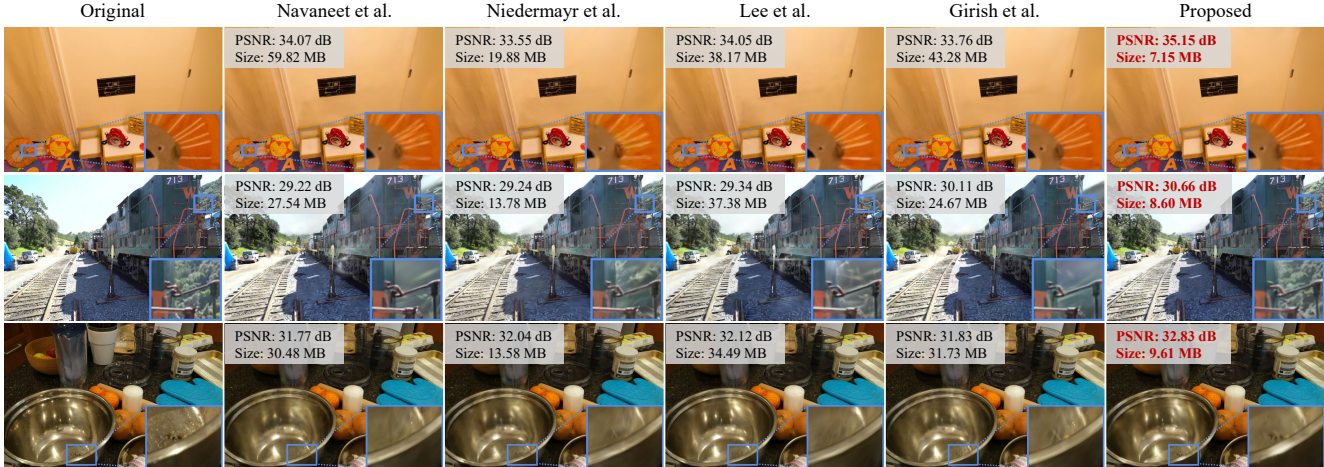 Original Navaneet et al. Niedermayr et al. Lee et al. Girish et al. Proposed
PSNR: 34.07 dB PSNR: 33.55 dB PSNR: 34.05 dB PSNR: 33.76 dB PSNR: 35.15 dB
Size: 59.82 MB Size: 19.88 MB Size: 38.17 MB Size: 43.28 MB Size: 7.15 MB
A A A A A A
713 713 713 713 713 713
W W W W W W
PSNR: 29.22 dB PSNR: 29.24 dB PSNR: 29.34 dB PSNR: 30.11 dB PSNR: 30.66 dB
Size: 27.54 MB Size: 13.78 MB Size: 37.38 MB Size: 24.67 MB Size: 8.60 MB
PSNR: 31.77 dB PSNR: 32.04 dB PSNR: 32.12 dB PSNR: 31.83 dB PSNR: 32.83 dB
Size: 30.48 MB Size: 13.58 MB Size: 34.49 MB Size: 31.73 MB Size: 9.61 MB